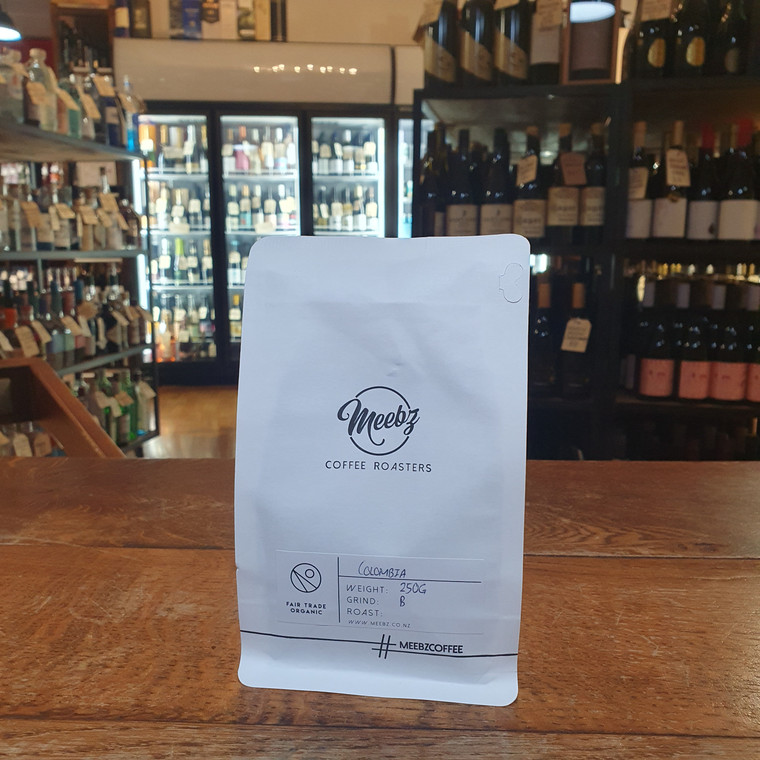 Meebz
COFFEE ROASTERS
COLOMBIA
WEIGHT: 250G
GRIND: B
ROAST:
WWW.MEEBZ.CO.NZ
FAIR TRADE
ORGANIC
# MEEBZCOFFEE